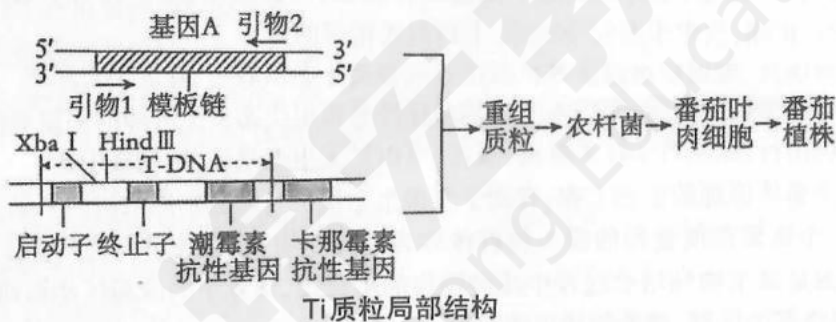 基因A 引物2
5′ 3′
3′ 5′
引物1 模板链
XbaⅠ HindⅢ
T-DNA
启动子 终止子 潮霉素抗性基因 卡那霉素抗性基因
重组质粒 农杆菌 番茄叶肉细胞 番茄植株
Ti质粒局部结构